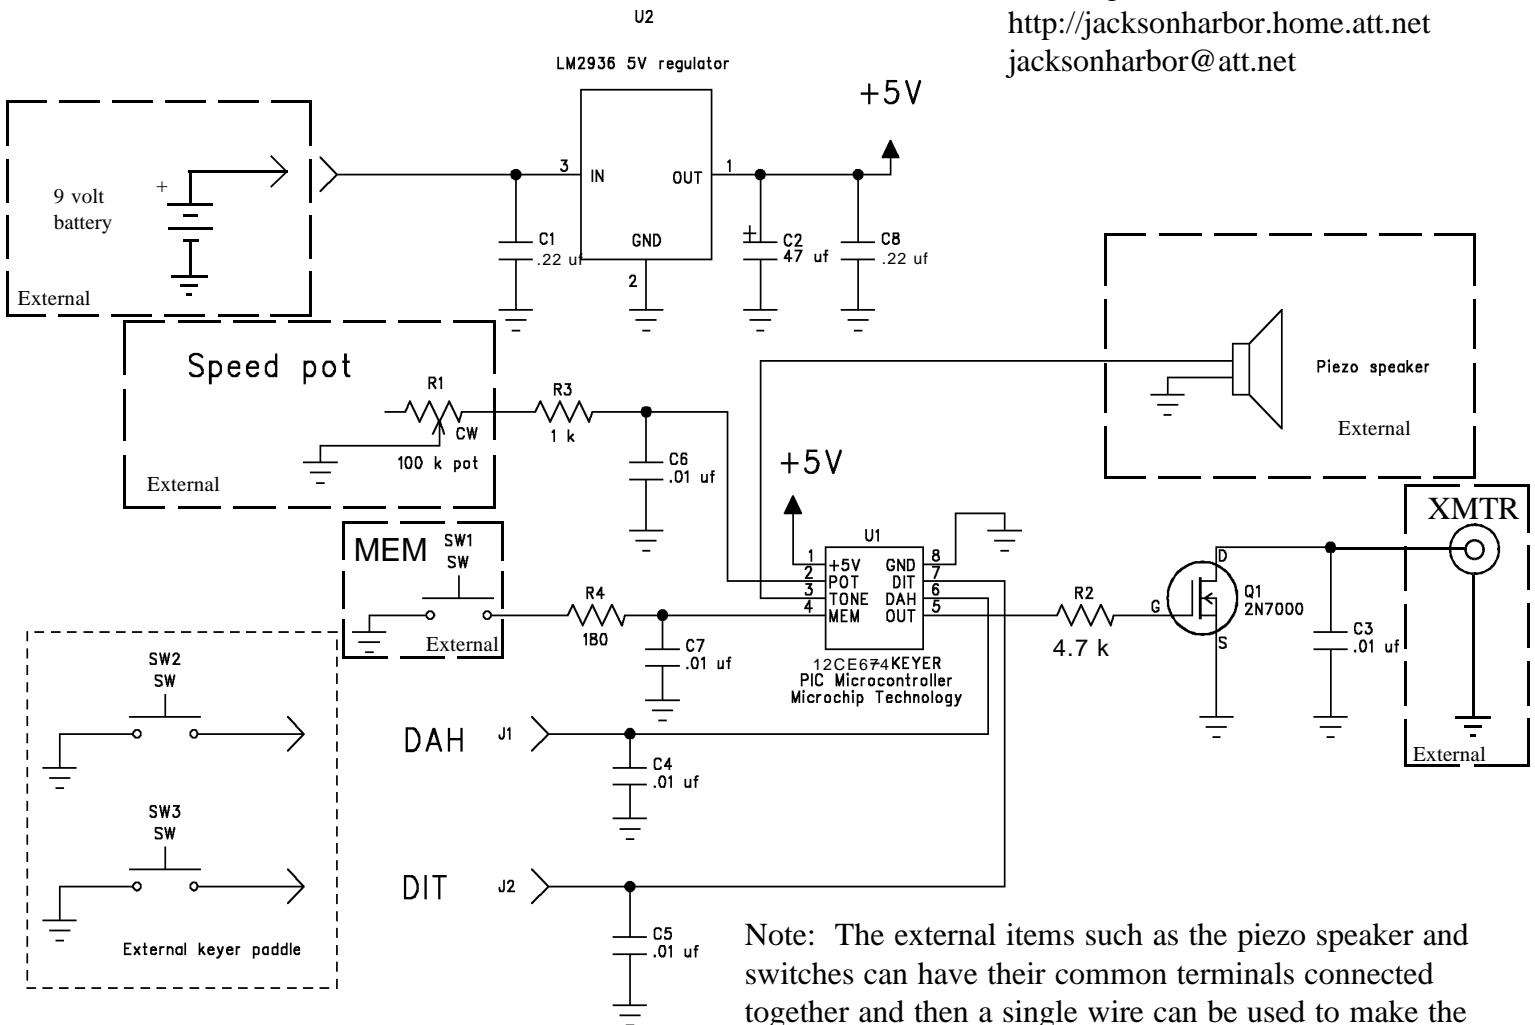 U2
http://jacksonharbor.home.att.net
jacksonharbor@att.net
LM2936 5V regulator
+5V
3
IN
OUT
1
GND
2
9 volt
battery
+
External
C1
.22 uf
+
C2
47 uf
C8
.22 uf
Speed pot
R1
CW
100 k pot
External
R3
1 k
C6
.01 uf
+5V
Piezo speaker
External
MEM
SW1
SW
External
R4
180
C7
.01 uf
U1
1
+5V
GND
8
2
POT
DIT
7
3
TONE
DAH
6
4
MEM
OUT
5
12CE674KEYER
PIC Microcontroller
Microchip Technology
R2
4.7 k
G
D
S
Q1
2N7000
C3
.01 uf
XMTR
External
SW2
SW
DAH
J1
C4
.01 uf
SW3
SW
DIT
J2
C5
.01 uf
External keyer paddle
Note: The external items such as the piezo speaker and
switches can have their common terminals connected
together and then a single wire can be used to make the